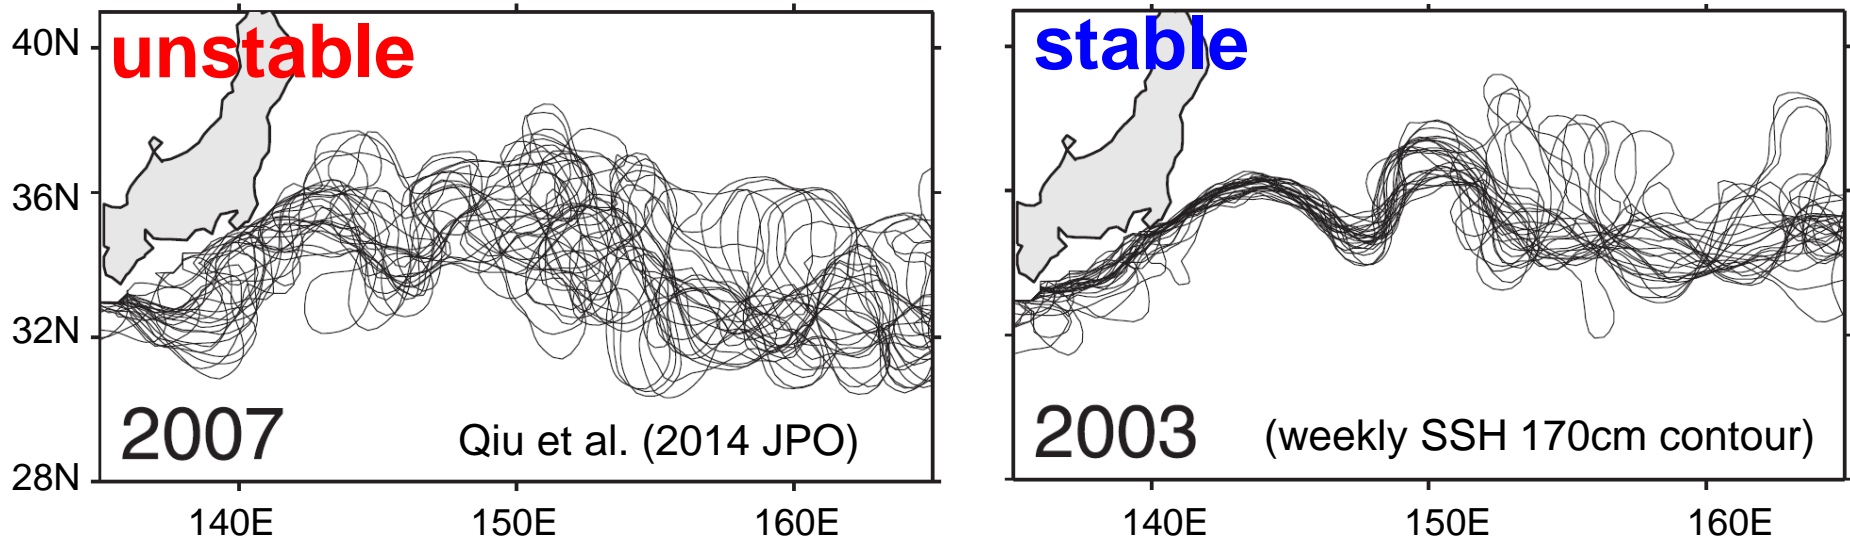 unstable
stable
40N
36N
32N
28N
2007
Qiu et al. (2014 JPO)
2003
(weekly SSH 170cm contour)
140E 150E 160E
140E 150E 160E